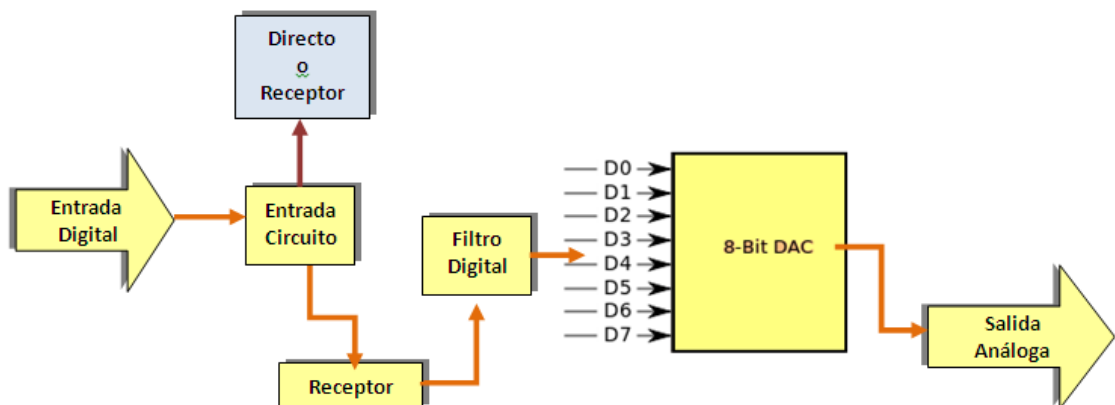 Directo
o
Receptor
Entrada
Digital
Entrada
Circuito
Receptor
Filtro
Digital
D0
D1
D2
D3
D4
D5
D6
D7
8-Bit DAC
Salida
Análoga